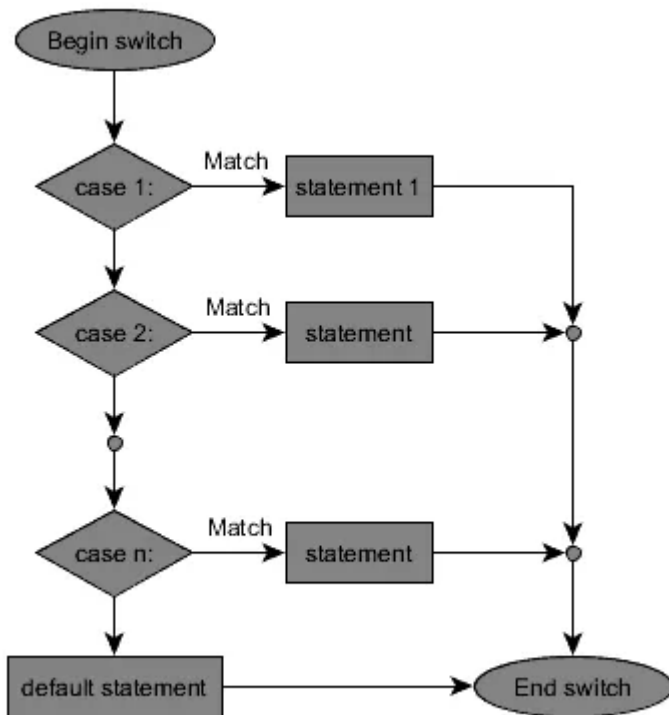 Begin switch
Match
case 1:
statement 1
Match
case 2:
statement
Match
case n:
statement
default statement
End switch